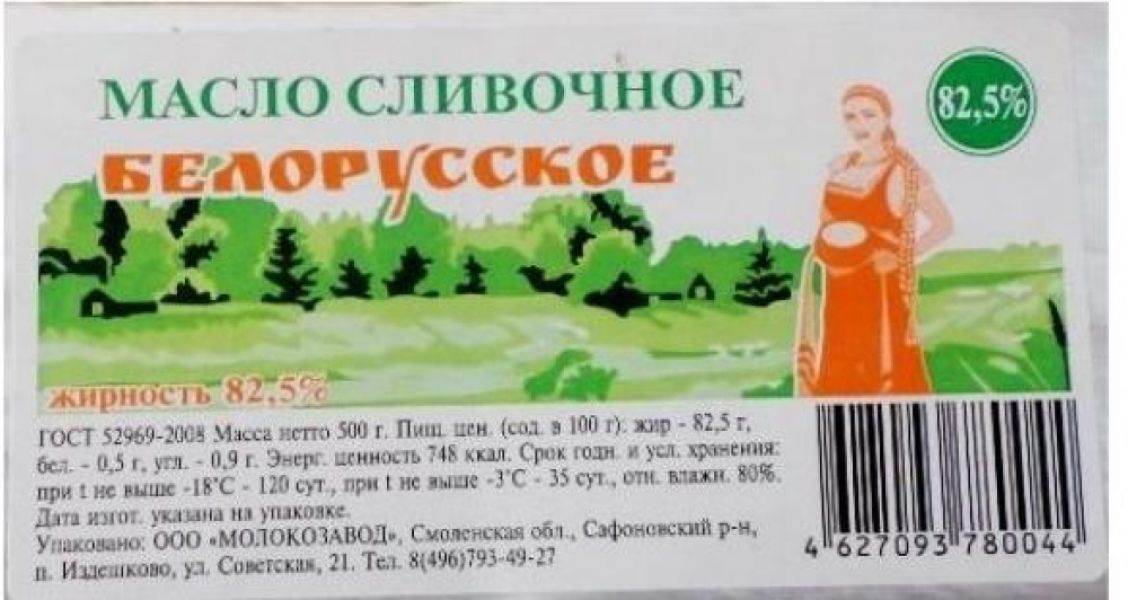 МАСЛО СЛИВОЧНОЕ
82,5%
БЕЛОРУССКОЕ
жирность 82,5%
ГОСТ 52969-2008 Масса нетто 500 г. Пищ. цен. (сод. в 100 г): жир - 82,5 г,
бел. - 0,5 г, угл. - 0,9 г. Энерг. ценность 748 ккал. Срок годн. и усл. хранения:
при t не выше -18°С - 120 сут., при t не выше -3°С - 35 сут., отн. влажн. 80%.
Дата изгот. указана на упаковке.
Упаковано: ООО «МОЛОКОЗАВОД», Смоленская обл., Сафоновский р-н,
п. Издешково, ул. Советская, 21. Тел. 8(496)793-49-27
4 627093 780044